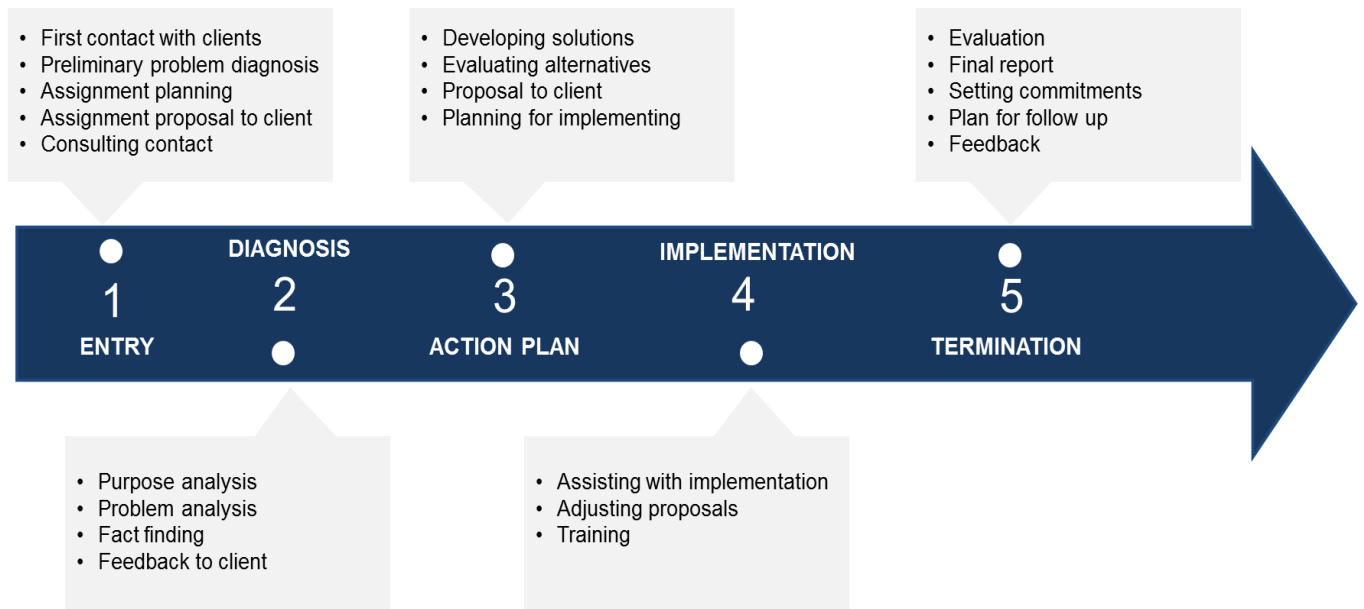 • First contact with clients
• Preliminary problem diagnosis
• Assignment planning
• Assignment proposal to client
• Consulting contact
• Developing solutions
• Evaluating alternatives
• Proposal to client
• Planning for implementing
• Evaluation
• Final report
• Setting commitments
• Plan for follow up
• Feedback
1
ENTRY
DIAGNOSIS
2
3
ACTION PLAN
IMPLEMENTATION
4
5
TERMINATION
• Purpose analysis
• Problem analysis
• Fact finding
• Feedback to client
• Assisting with implementation
• Adjusting proposals
• Training